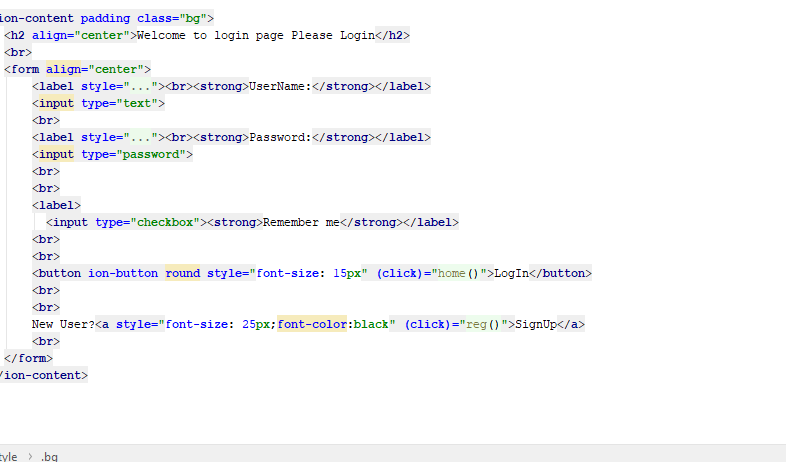 ion-content padding class="bg">
<h2 align="center">Welcome to login page Please Login</h2>
<br>
<form align="center">
<label style="..."><br><strong>UserName:</strong></label>
<input type="text">
<br>
<label style="..."><br><strong>Password:</strong></label>
<input type="password">
<br>
<br>
<label>
<input type="checkbox"><strong>Remember me</strong></label>
<br>
<br>
<button ion-button round style="font-size: 15px" (click)="home()">LogIn</button>
<br>
<br>
New User?<a style="font-size: 25px;font-color:black" (click)="reg()">SignUp</a>
<br>
</form>
/ion-content>
tyle › .bg